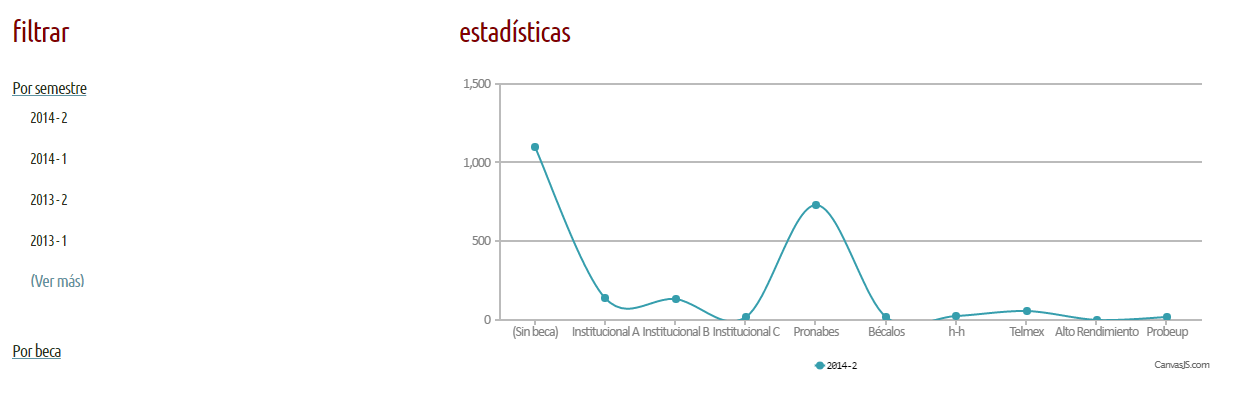 filtrar
Por semestre
2014 - 2
2014 - 1
2013 - 2
2013 - 1
(Ver más)
Por beca
estadísticas
1,500
1,000
500
0
(Sin beca) Institucional A Institucional B Institucional C Pronabes Bécalos h-h Telmex Alto Rendimiento Probeup
2014-2
CanvasJS.com